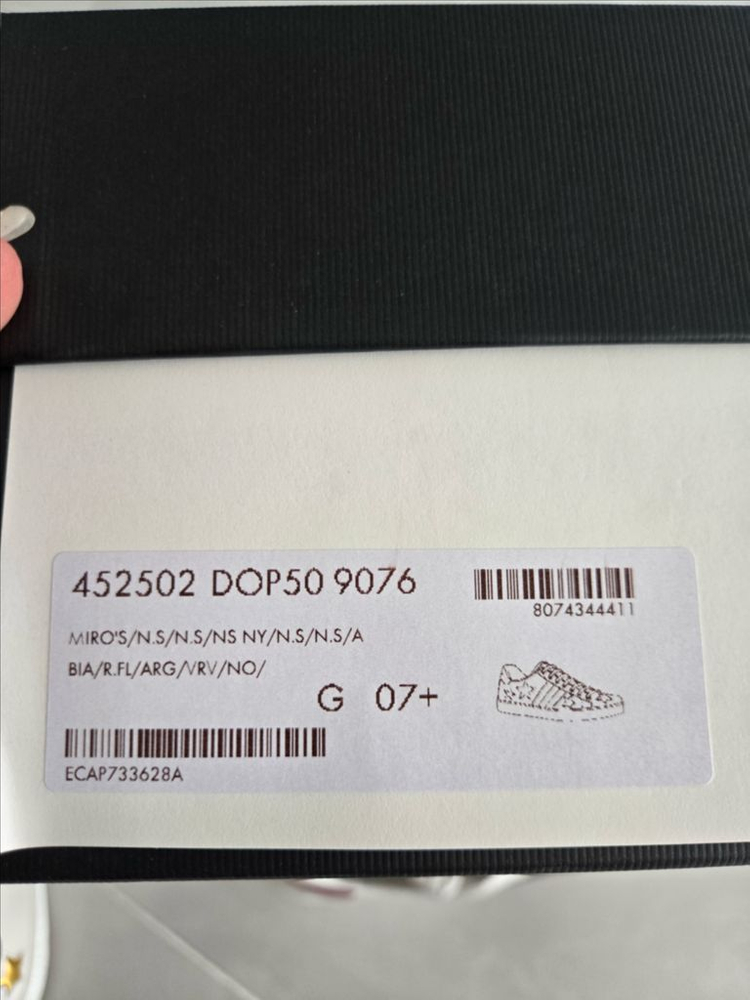 452502 DOP50 9076
8074344411
MIRO'S/N.S/N.S/NS NY/N.S/N.S/A
BIA/R.FL/ARG/VRV/NO/
G 07+
ECAP733628A